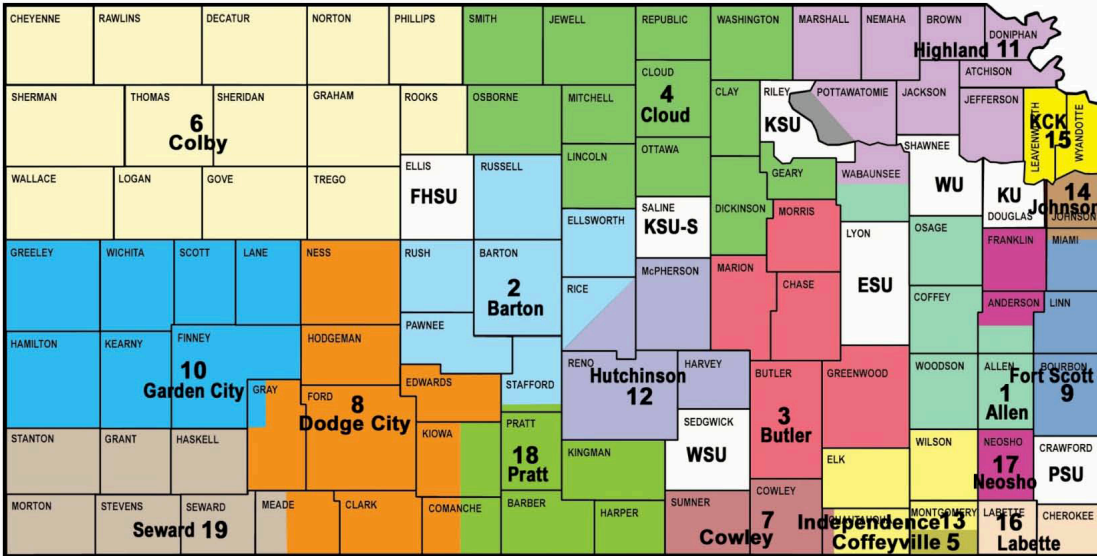 CHEYENNE
RAWLINS
DECATUR
NORTON
PHILLIPS
SMITH
JEWELL
REPUBLIC
WASHINGTON
MARSHALL
NEMAHA
BROWN
DONIPHAN
Highland 11
ATCHISON
SHERMAN
THOMAS
SHERIDAN
GRAHAM
ROOKS
OSBORNE
MITCHELL
CLOUD
4
Cloud
CLAY
RILEY
KSU
POTTAWATOMIE
JACKSON
JEFFERSON
LEAVENWORTH
WYANDOTTE
KCK
15
6
Colby
WALLACE
LOGAN
GOVE
TREGO
ELLIS
FHSU
RUSSELL
LINCOLN
OTTAWA
GEARY
WABAUNSEE
SHAWNEE
WU
KU
DOUGLAS
14
Johnson
JOHNSON
ELLSWORTH
SALINE
KSU-S
DICKINSON
MORRIS
GREELEY
WICHITA
SCOTT
LANE
NESS
RUSH
BARTON
2
Barton
RICE
McPHERSON
MARION
CHASE
LYON
ESU
OSAGE
FRANKLIN
MIAMI
COFFEY
ANDERSON
LINN
HAMILTON
KEARNY
FINNEY
10
Garden City
HODGEMAN
PAWNEE
STAFFORD
RENO
Hutchinson
12
HARVEY
BUTLER
3
Butler
GREENWOOD
WOODSON
ALLEN
1
Allen
BOURBON
Fort Scott
9
GRAY
FORD
8
Dodge City
EDWARDS
STANTON
GRANT
HASKELL
KIOWA
PRATT
18
Pratt
KINGMAN
SEDGWICK
WSU
ELK
WILSON
NEOSHO
17
Neosho
CRAWFORD
PSU
MORTON
STEVENS
SEWARD
Seward 19
MEADE
CLARK
COMANCHE
BARBER
HARPER
SUMNER
COWLEY
7
Cowley
CHAUTAUQUA
MONTGOMERY
Independence 13
Coffeyville 5
LABETTE
16
Labette
CHEROKEE